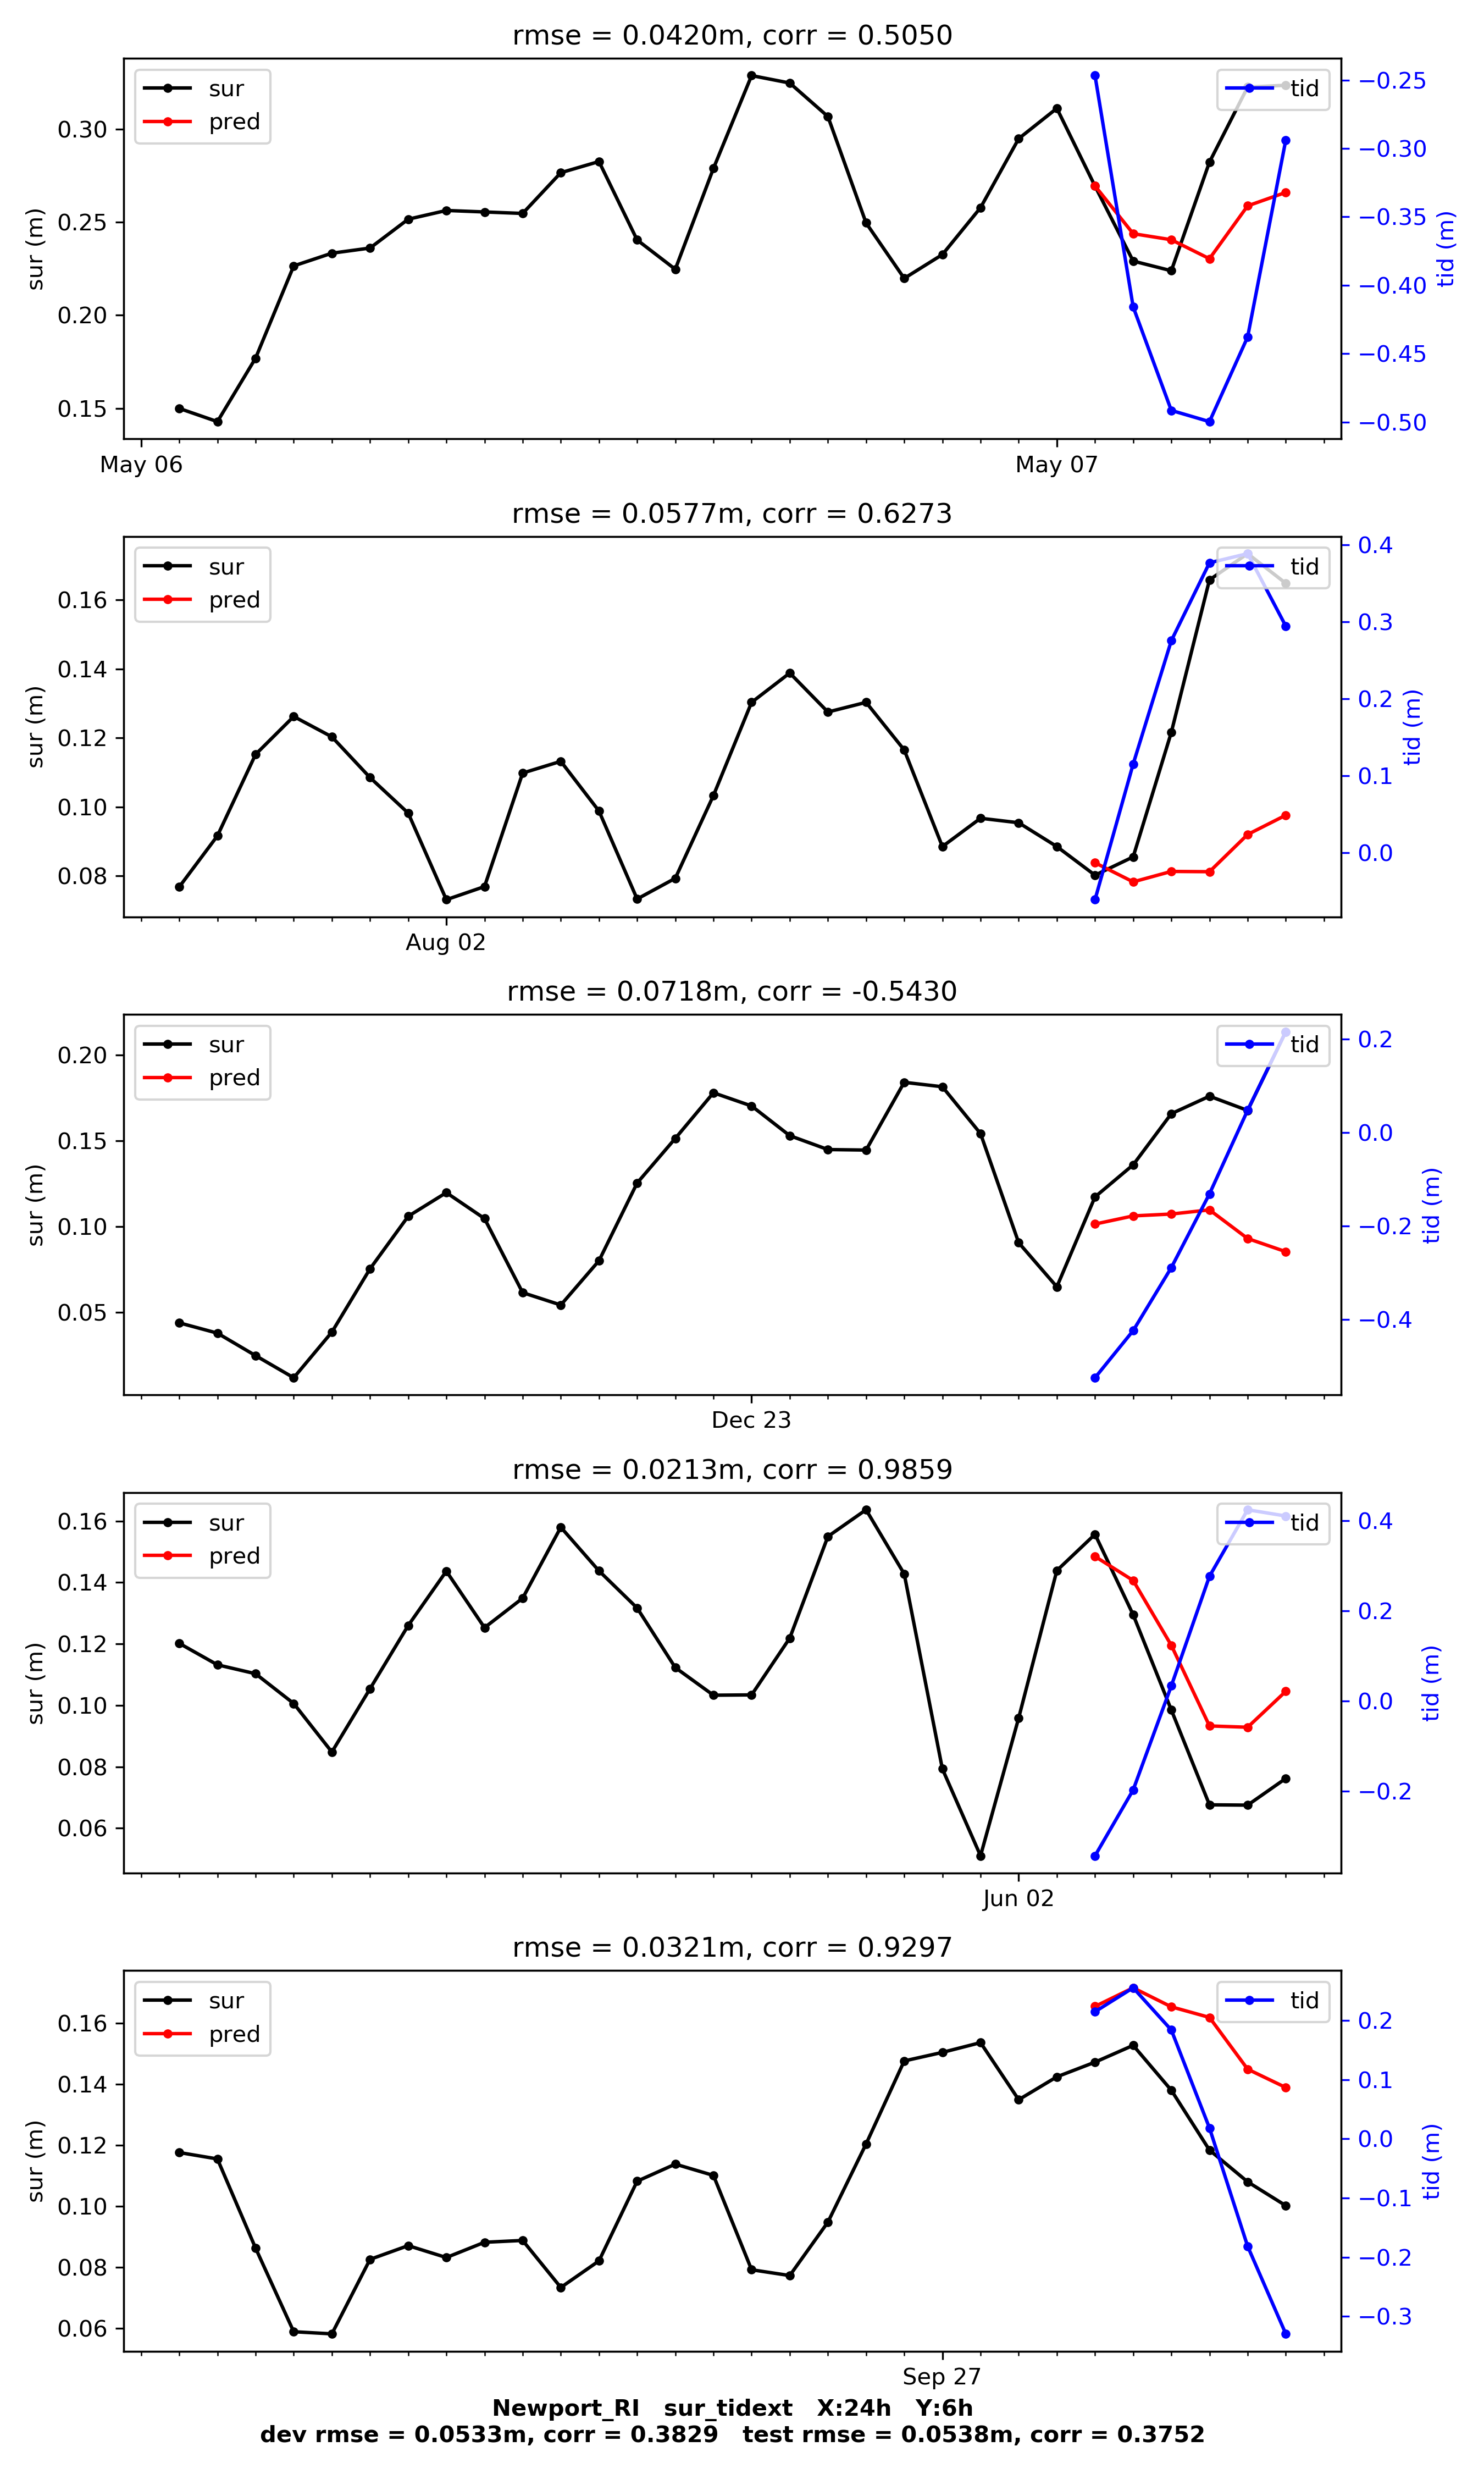 rmse = 0.0420m, corr = 0.5050
sur
pred
tid
0.30
0.25
0.20
0.15
sur (m)
−0.25
−0.30
−0.35
−0.40
−0.45
−0.50
tid (m)
May 06
May 07
rmse = 0.0577m, corr = 0.6273
sur
pred
tid
0.16
0.14
0.12
0.10
0.08
sur (m)
0.4
0.3
0.2
0.1
0.0
tid (m)
Aug 02
rmse = 0.0718m, corr = -0.5430
sur
pred
tid
0.20
0.15
0.10
0.05
sur (m)
0.2
0.0
−0.2
−0.4
tid (m)
Dec 23
rmse = 0.0213m, corr = 0.9859
sur
pred
tid
0.16
0.14
0.12
0.10
0.08
0.06
sur (m)
0.4
0.2
0.0
−0.2
tid (m)
Jun 02
rmse = 0.0321m, corr = 0.9297
sur
pred
tid
0.16
0.14
0.12
0.10
0.08
0.06
sur (m)
0.2
0.1
0.0
−0.1
−0.2
−0.3
tid (m)
Sep 27
Newport_RI sur_tidext X:24h Y:6h
dev rmse = 0.0533m, corr = 0.3829 test rmse = 0.0538m, corr = 0.3752